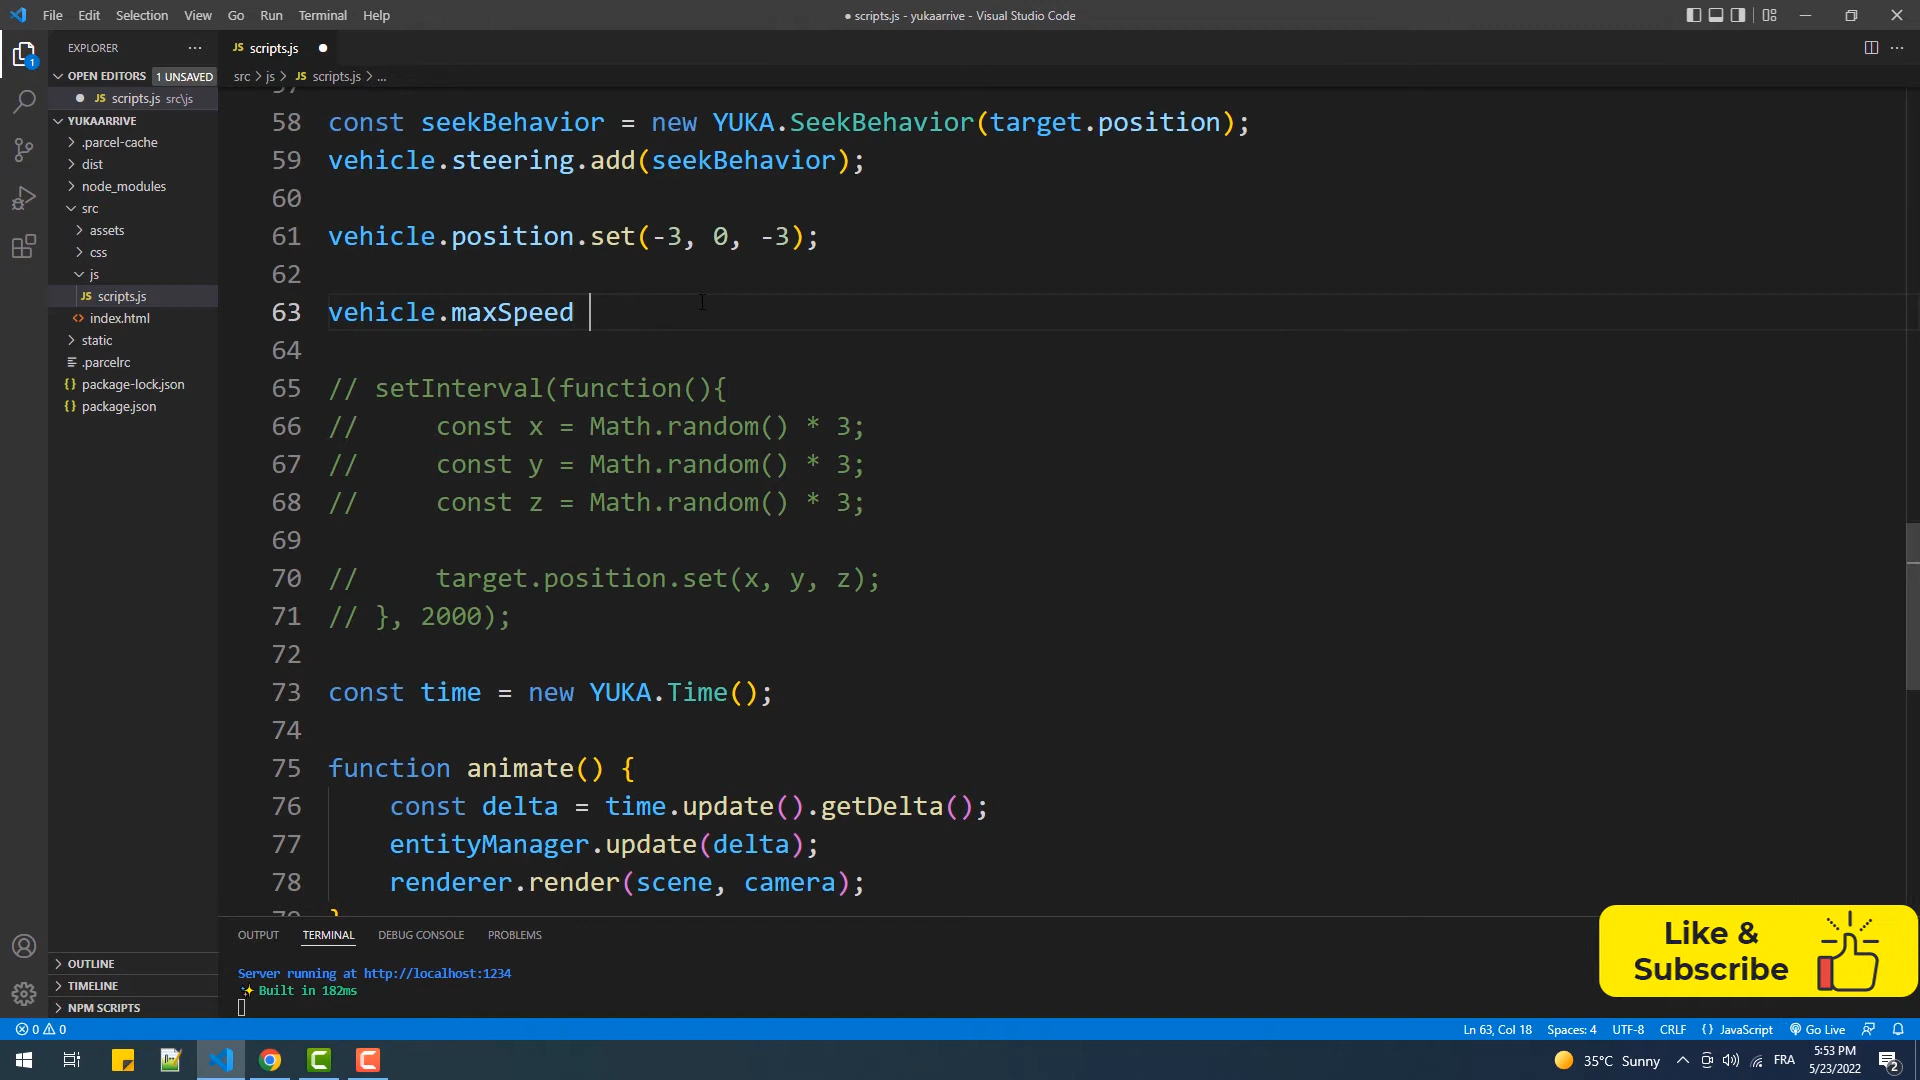 File Edit Selection View Go Run Terminal Help
● scripts.js - yukaarrive - Visual Studio Code
EXPLORER ···
JS scripts.js ●
OPEN EDITORS 1 UNSAVED
src > js > JS scripts.js > ...
● JS scripts.js src\js
YUKAARRIVE
.parcel-cache
dist
node_modules
src
assets
css
js
JS scripts.js
<> index.html
static
.parcelrc
{} package-lock.json
{} package.json
OUTLINE
TIMELINE
NPM SCRIPTS
1
58 const seekBehavior = new YUKA.SeekBehavior(target.position);
59 vehicle.steering.add(seekBehavior);
60
61 vehicle.position.set(-3, 0, -3);
62
63 vehicle.maxSpeed
64
65 // setInterval(function(){
66 //     const x = Math.random() * 3;
67 //     const y = Math.random() * 3;
68 //     const z = Math.random() * 3;
69
70 //     target.position.set(x, y, z);
71 // }, 2000);
72
73 const time = new YUKA.Time();
74
75 function animate() {
76     const delta = time.update().getDelta();
77     entityManager.update(delta);
78     renderer.render(scene, camera);
OUTPUT TERMINAL DEBUG CONSOLE PROBLEMS
Server running at http://localhost:1234
✨ Built in 182ms
Like &
Subscribe
0 0
Ln 63, Col 18 Spaces: 4 UTF-8 CRLF {} JavaScript Go Live
35°C Sunny FRA 5:53 PM
5/23/2022
2